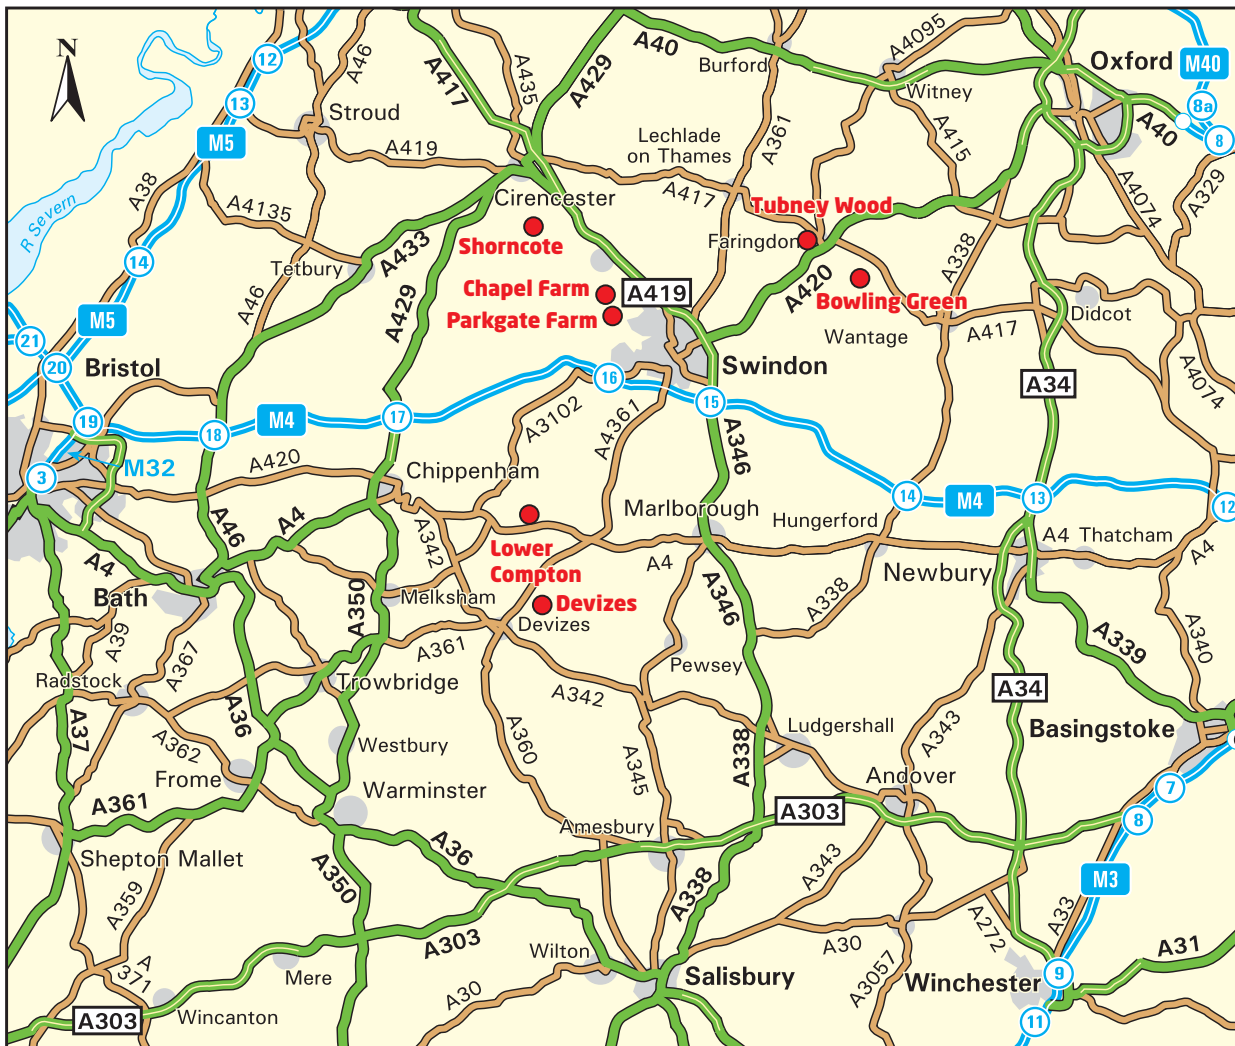 N
12
A46
A417
A435
A429
A40
Burford
A4095
Witney
Oxford
M40
8a
8
A40
13
M5
Stroud
A419
Lechlade
on Thames
A361
A415
A4074
A329
R Severn
A38
A4135
Cirencester
A417
Tubney Wood
Faringdon
Shorncote
A433
Tetbury
14
A46
A429
Chapel Farm
A419
Parkgate Farm
A420
Bowling Green
A338
Wantage
A417
Didcot
M5
21
20
Bristol
Swindon
A34
A4074
16
15
19
18
M4
17
A3102
A4361
A346
M32
3
A420
Chippenham
14
M4
13
12
Marlborough
Hungerford
A4
Thatcham
A4
A46
A4
A342
Lower
Compton
A4
Newbury
A4
Bath
A350
Melksham
Devizes
Devizes
A346
A338
A39
A367
A361
Pewsey
A339
A340
Radstock
Trowbridge
A342
A34
A37
A36
A362
Westbury
A360
A345
A338
Ludgershall
A343
Basingstoke
6
Frome
Warminster
Andover
7
A361
A303
8
Amesbury
Shepton Mallet
A36
A350
A343
M3
A359
A338
A272
A33
A303
Wilton
A30
A31
A
371
Mere
Salisbury
A3057
Winchester
9
A30
A303
Wincanton
11